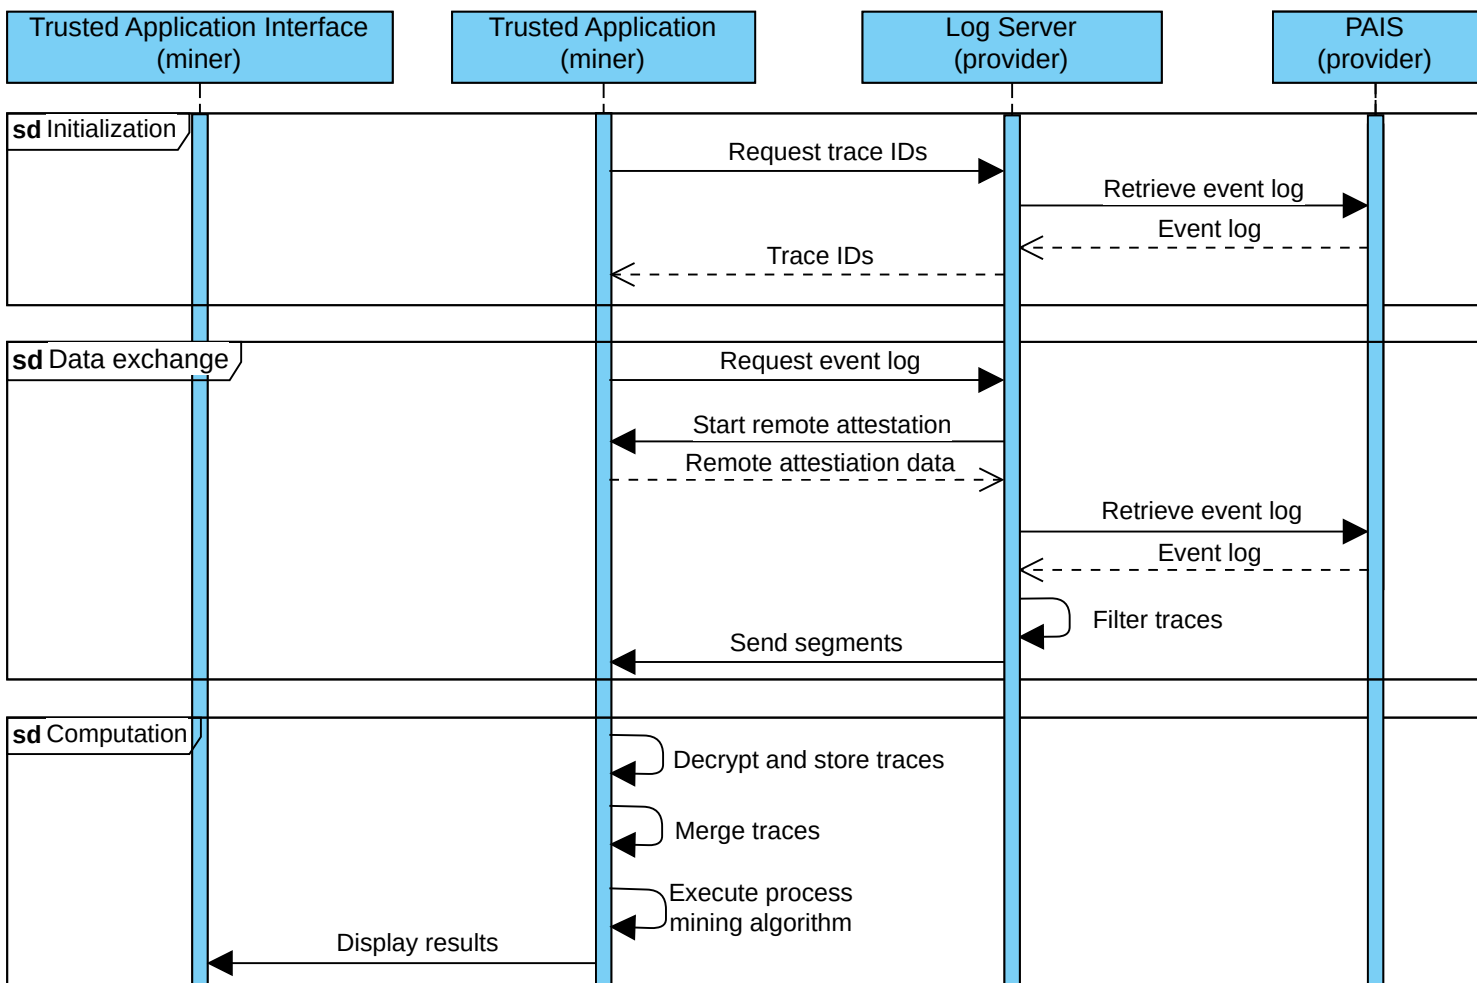 Trusted Application Interface
(miner)
Trusted Application
(miner)
Log Server
(provider)
PAIS
(provider)
sd Initialization
Request trace IDs
Retrieve event log
Event log
Trace IDs
sd Data exchange
Request event log
Start remote attestation
Remote attestiation data
Retrieve event log
Event log
Filter traces
Send segments
sd Computation
Decrypt and store traces
Merge traces
Execute process
mining algorithm
Display results